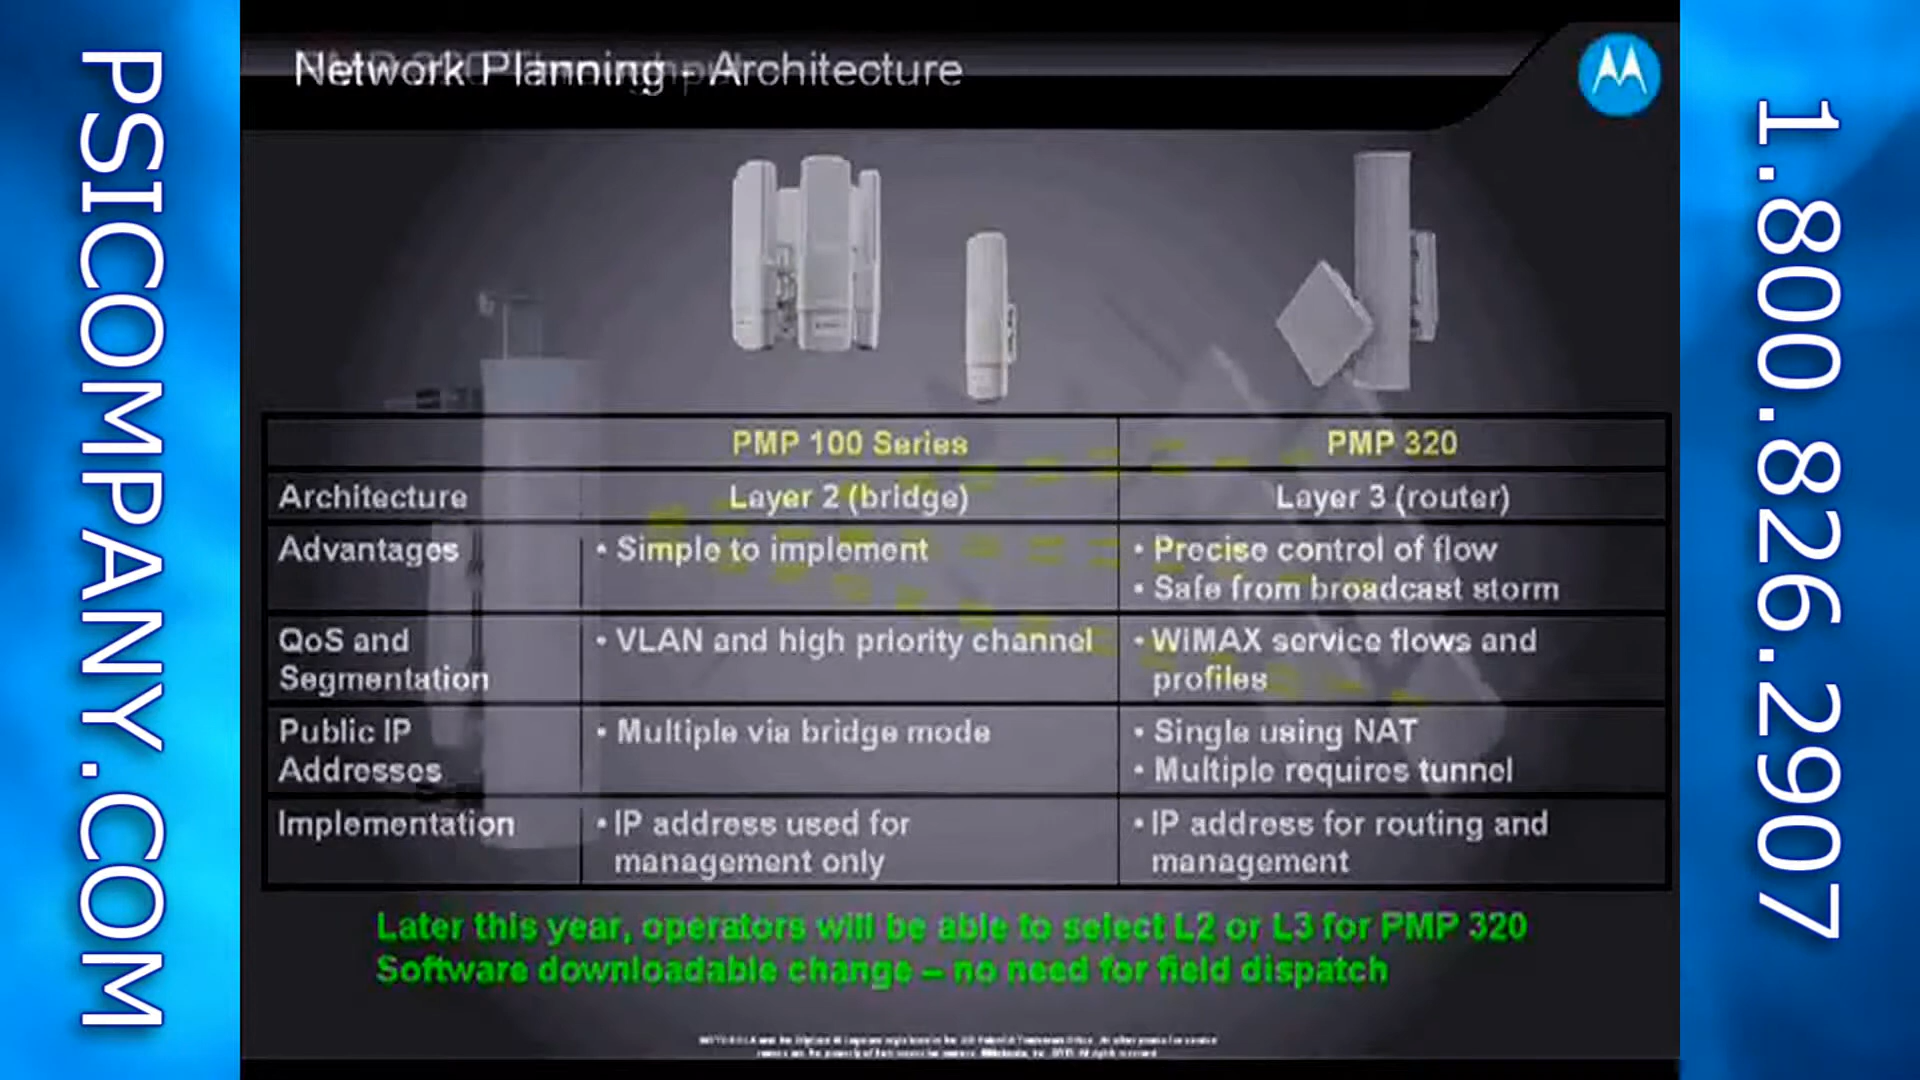 PSICOMPANY.COM
Network Planning - Architecture
PMP 100 Series
PMP 320
Architecture
Layer 2 (bridge)
Layer 3 (router)
Advantages
• Simple to implement
• Precise control of flow
• Safe from broadcast storm
QoS and
Segmentation
• VLAN and high priority channel
• WiMAX service flows and
profiles
Public IP
Addresses
• Multiple via bridge mode
• Single using NAT
• Multiple requires tunnel
Implementation
• IP address used for
management only
• IP address for routing and
management
Later this year, operators will be able to select L2 or L3 for PMP 320
Software downloadable change – no need for field dispatch
1.800.826.2907